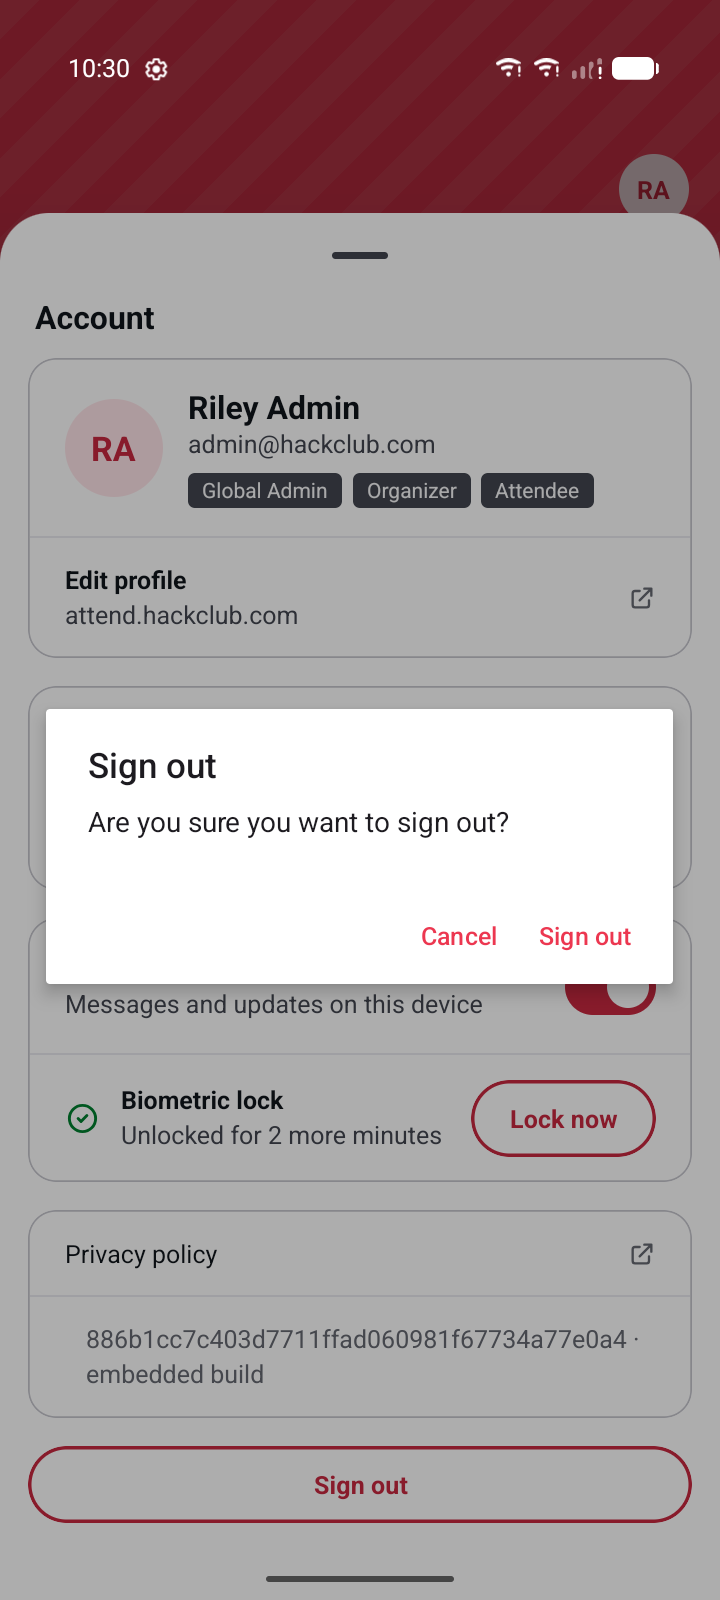 10:30
RA
Account
RA
Riley Admin
admin@hackclub.com
Global Admin
Organizer
Attendee
Edit profile
attend.hackclub.com
Sign out
Are you sure you want to sign out?
Cancel
Sign out
Messages and updates on this device
Biometric lock
Unlocked for 2 more minutes
Lock now
Privacy policy
886b1cc7c403d7711ffad060981f67734a77e0a4 ·
embedded build
Sign out